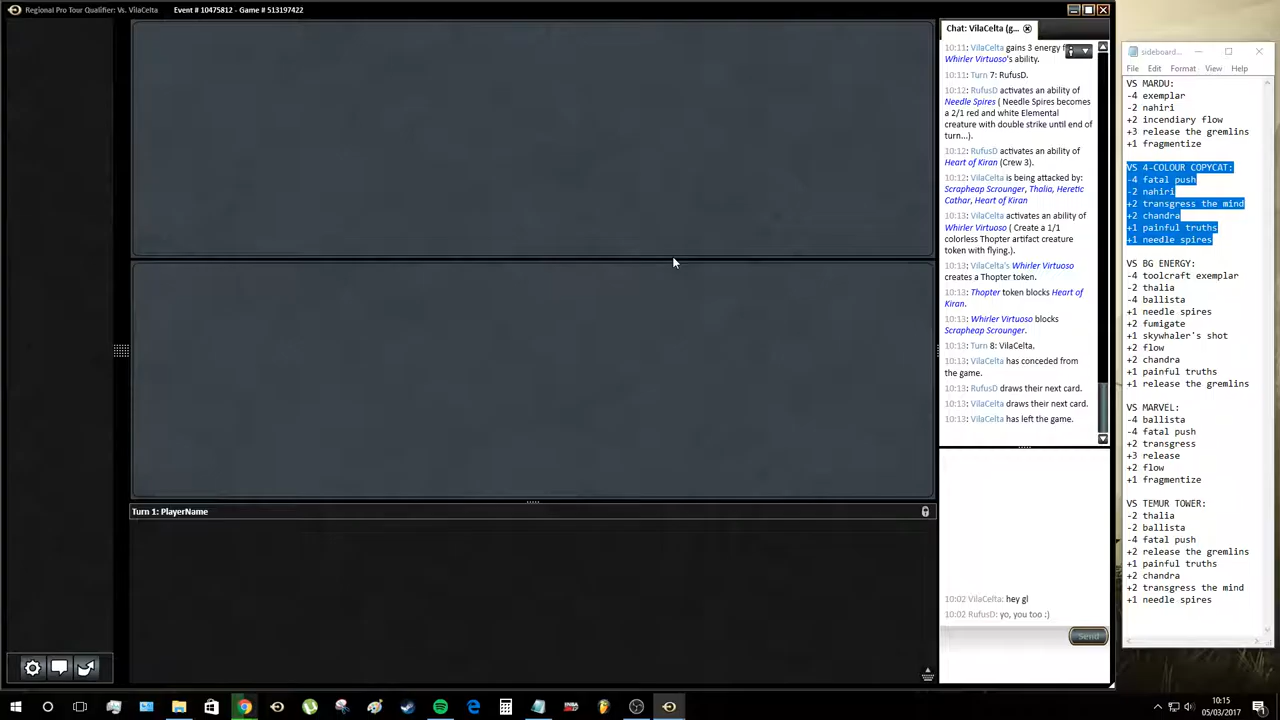 Regional Pro Tour Qualifier: Vs. VilaCelta Event # 10475812 - Game # 513197422
Chat: VilaCelta (g...
10:11: VilaCelta gains 3 energy
Whirler Virtuoso's ability.
10:11: Turn 7: RufusD.
10:12: RufusD activates an ability of
Needle Spires ( Needle Spires becomes
a 2/1 red and white Elemental
creature with double strike until end of
turn...).
10:12: RufusD activates an ability of
Heart of Kiran (Crew 3).
10:12: VilaCelta is being attacked by:
Scrapheap Scrounger, Thalia, Heretic
Cathar, Heart of Kiran
10:13: VilaCelta activates an ability of
Whirler Virtuoso ( Create a 1/1
colorless Thopter artifact creature
token with flying.).
10:13: VilaCelta's Whirler Virtuoso
creates a Thopter token.
10:13: Thopter token blocks Heart of
Kiran.
10:13: Whirler Virtuoso blocks
Scrapheap Scrounger.
10:13: Turn 8: VilaCelta.
10:13: VilaCelta has conceded from
the game.
10:13: RufusD draws their next card.
10:13: VilaCelta draws their next card.
10:13: VilaCelta has left the game.
10:02 VilaCelta: hey gl
10:02 RufusD: yo, you too :)
Send
Turn 1: PlayerName
sideboard...
File Edit Format View Help
VS MARDU:
-4 exemplar
-2 nahiri
+2 incendiary flow
+3 release the gremlins
+1 fragmentize
VS 4-COLOUR COPYCAT:
-4 fatal push
-2 nahiri
+2 transgress the mind
+2 chandra
+1 painful truths
+1 needle spires
VS BG ENERGY:
-4 toolcraft exemplar
-2 thalia
-4 ballista
+1 needle spires
+2 fumigate
+1 skywhaler's shot
+2 flow
+2 chandra
+1 painful truths
+1 release the gremlins
VS MARVEL:
-4 ballista
-4 fatal push
+2 transgress
+3 release
+2 flow
+1 fragmentize
VS TEMUR TOWER:
-2 thalia
-2 ballista
-4 fatal push
+2 release the gremlins
+1 painful truths
+2 chandra
+2 transgress the mind
+1 needle spires
10:15
05/03/2017